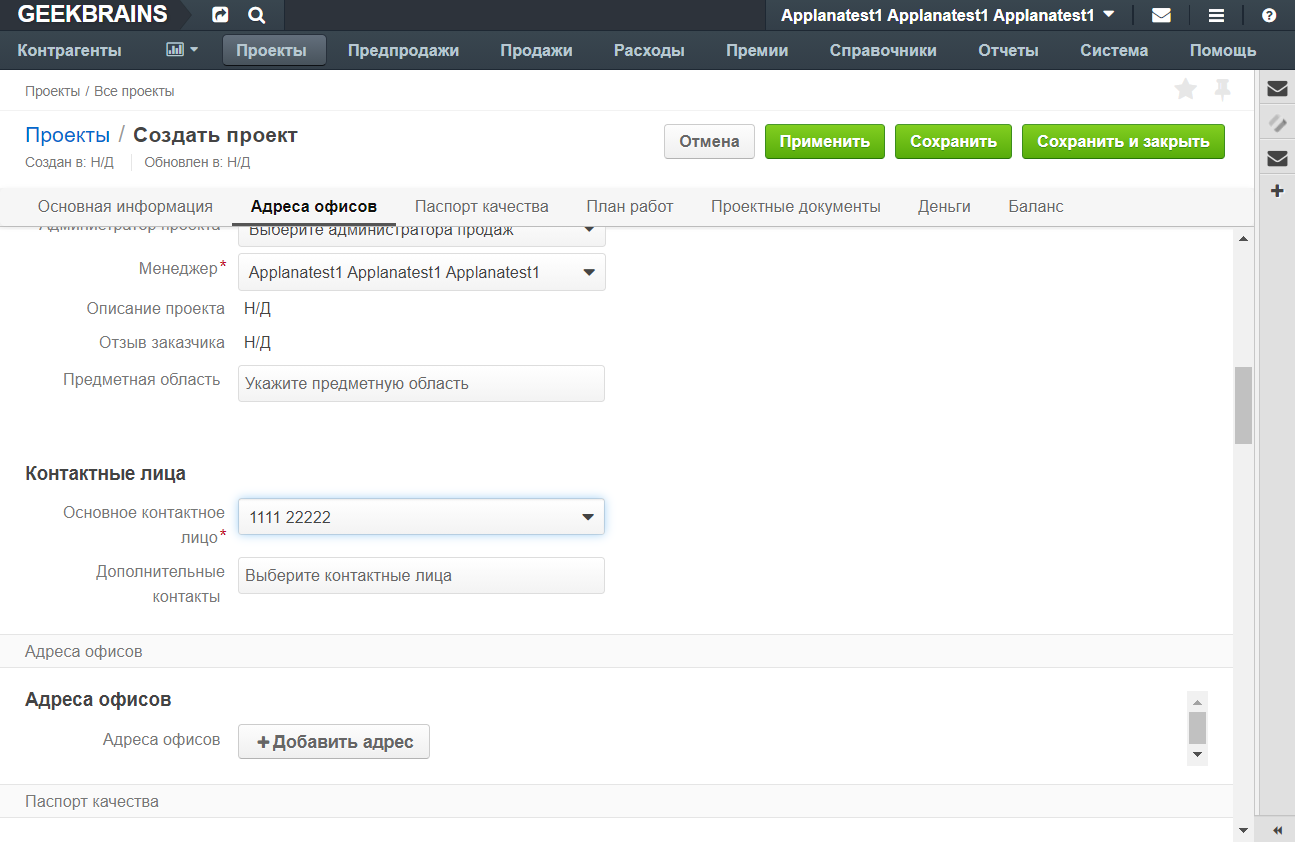 GEEKBRAINS
Applanatest1 Applanatest1 Applanatest1
Контрагенты Проекты Предпродажи Продажи Расходы Премии Справочники Отчеты Система Помощь
Проекты / Все проекты
Проекты / Создать проект
Отмена Применить Сохранить Сохранить и закрыть
Создан в: Н/Д Обновлен в: Н/Д
Основная информация Адреса офисов Паспорт качества План работ Проектные документы Деньги Баланс
Администратор проекта Выберите администратора продаж
Менеджер* Applanatest1 Applanatest1 Applanatest1
Описание проекта Н/Д
Отзыв заказчика Н/Д
Предметная область Укажите предметную область
Контактные лица
Основное контактное
лицо* 1111 22222
Дополнительные
контакты Выберите контактные лица
Адреса офисов
Адреса офисов
Адреса офисов +Добавить адрес
Паспорт качества